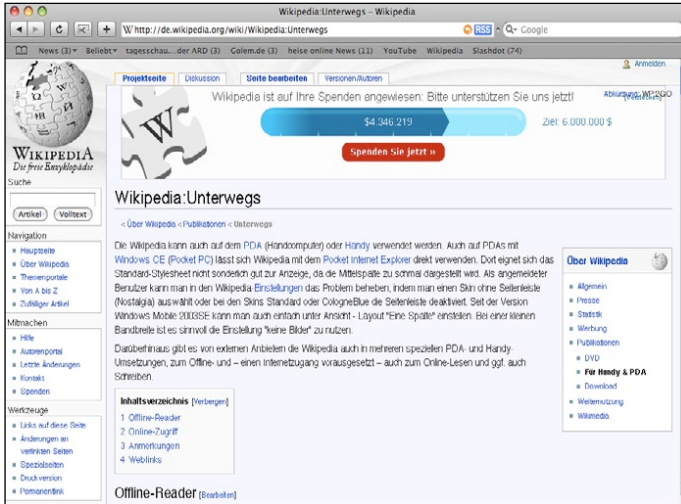 Wikipedia:Unterwegs – Wikipedia
W http://de.wikipedia.org/wiki/Wikipedia:Unterwegs
RSS
Google
News (3)
Beliebt
tagesschau....der ARD (3)
Golem.de (3)
heise online News (11)
YouTube
Wikipedia
Slashdot (74)
Anmelden
Projektseite
Diskussion
Seite bearbeiten
Versionen/Autoren
Wikipedia ist auf Ihre Spenden angewiesen: Bitte unterstützen Sie uns jetzt!
WP:2GO
$4.346.219
Ziel: 6.000.000 $
Spenden Sie jetzt »
WIKIPEDIA
Die freie Enzyklopädie
Suche
Artikel
Volltext
Navigation
Hauptseite
Über Wikipedia
Themenportale
Von A bis Z
Zufälliger Artikel
Mitmachen
Hilfe
Autorenportal
Letzte Änderungen
Kontakt
Spenden
Werkzeuge
Links auf diese Seite
Änderungen an
verlinkten Seiten
Spezialseiten
Druckversion
Permanentlink
Wikipedia:Unterwegs
< Über Wikipedia < Publikationen < Unterwegs
Die Wikipedia kann auch auf dem PDA (Handcomputer) oder Handy verwendet werden. Auch auf PDAs mit
Windows CE (Pocket PC) lässt sich Wikipedia mit dem Pocket Internet Explorer direkt verwenden. Dort eignet sich das
Standard-Stylesheet nicht sonderlich gut zur Anzeige, da die Mittelspalte zu schmal dargestellt wird. Als angemeldeter
Benutzer kann man in den Wikipedia-Einstellungen das Problem beheben, indem man einen Skin ohne Seitenleiste
(Nostalgia) auswählt oder bei den Skins Standard oder CologneBlue die Seitenleiste deaktiviert. Seit der Version
Windows Mobile 2003SE kann man auch einfach unter Ansicht - Layout "Eine Spalte" einstellen. Bei einer kleinen
Bandbreite ist es sinnvoll die Einstellung "keine Bilder" zu nutzen.
Darüberhinaus gibt es von externen Anbietern die Wikipedia auch in mehreren speziellen PDA- und Handy-
Umsetzungen, zum Offline- und – einen Internetzugang vorausgesetzt – auch zum Online-Lesen und ggf. auch
Schreiben.
Inhaltsverzeichnis [Verbergen]
1 Offline-Reader
2 Online-Zugriff
3 Anmerkungen
4 Weblinks
Offline-Reader [Bearbeiten]
Über Wikipedia
Allgemein
Presse
Statistik
Werbung
Publikationen
DVD
Für Handy & PDA
Download
Weiternutzung
Wikimedia